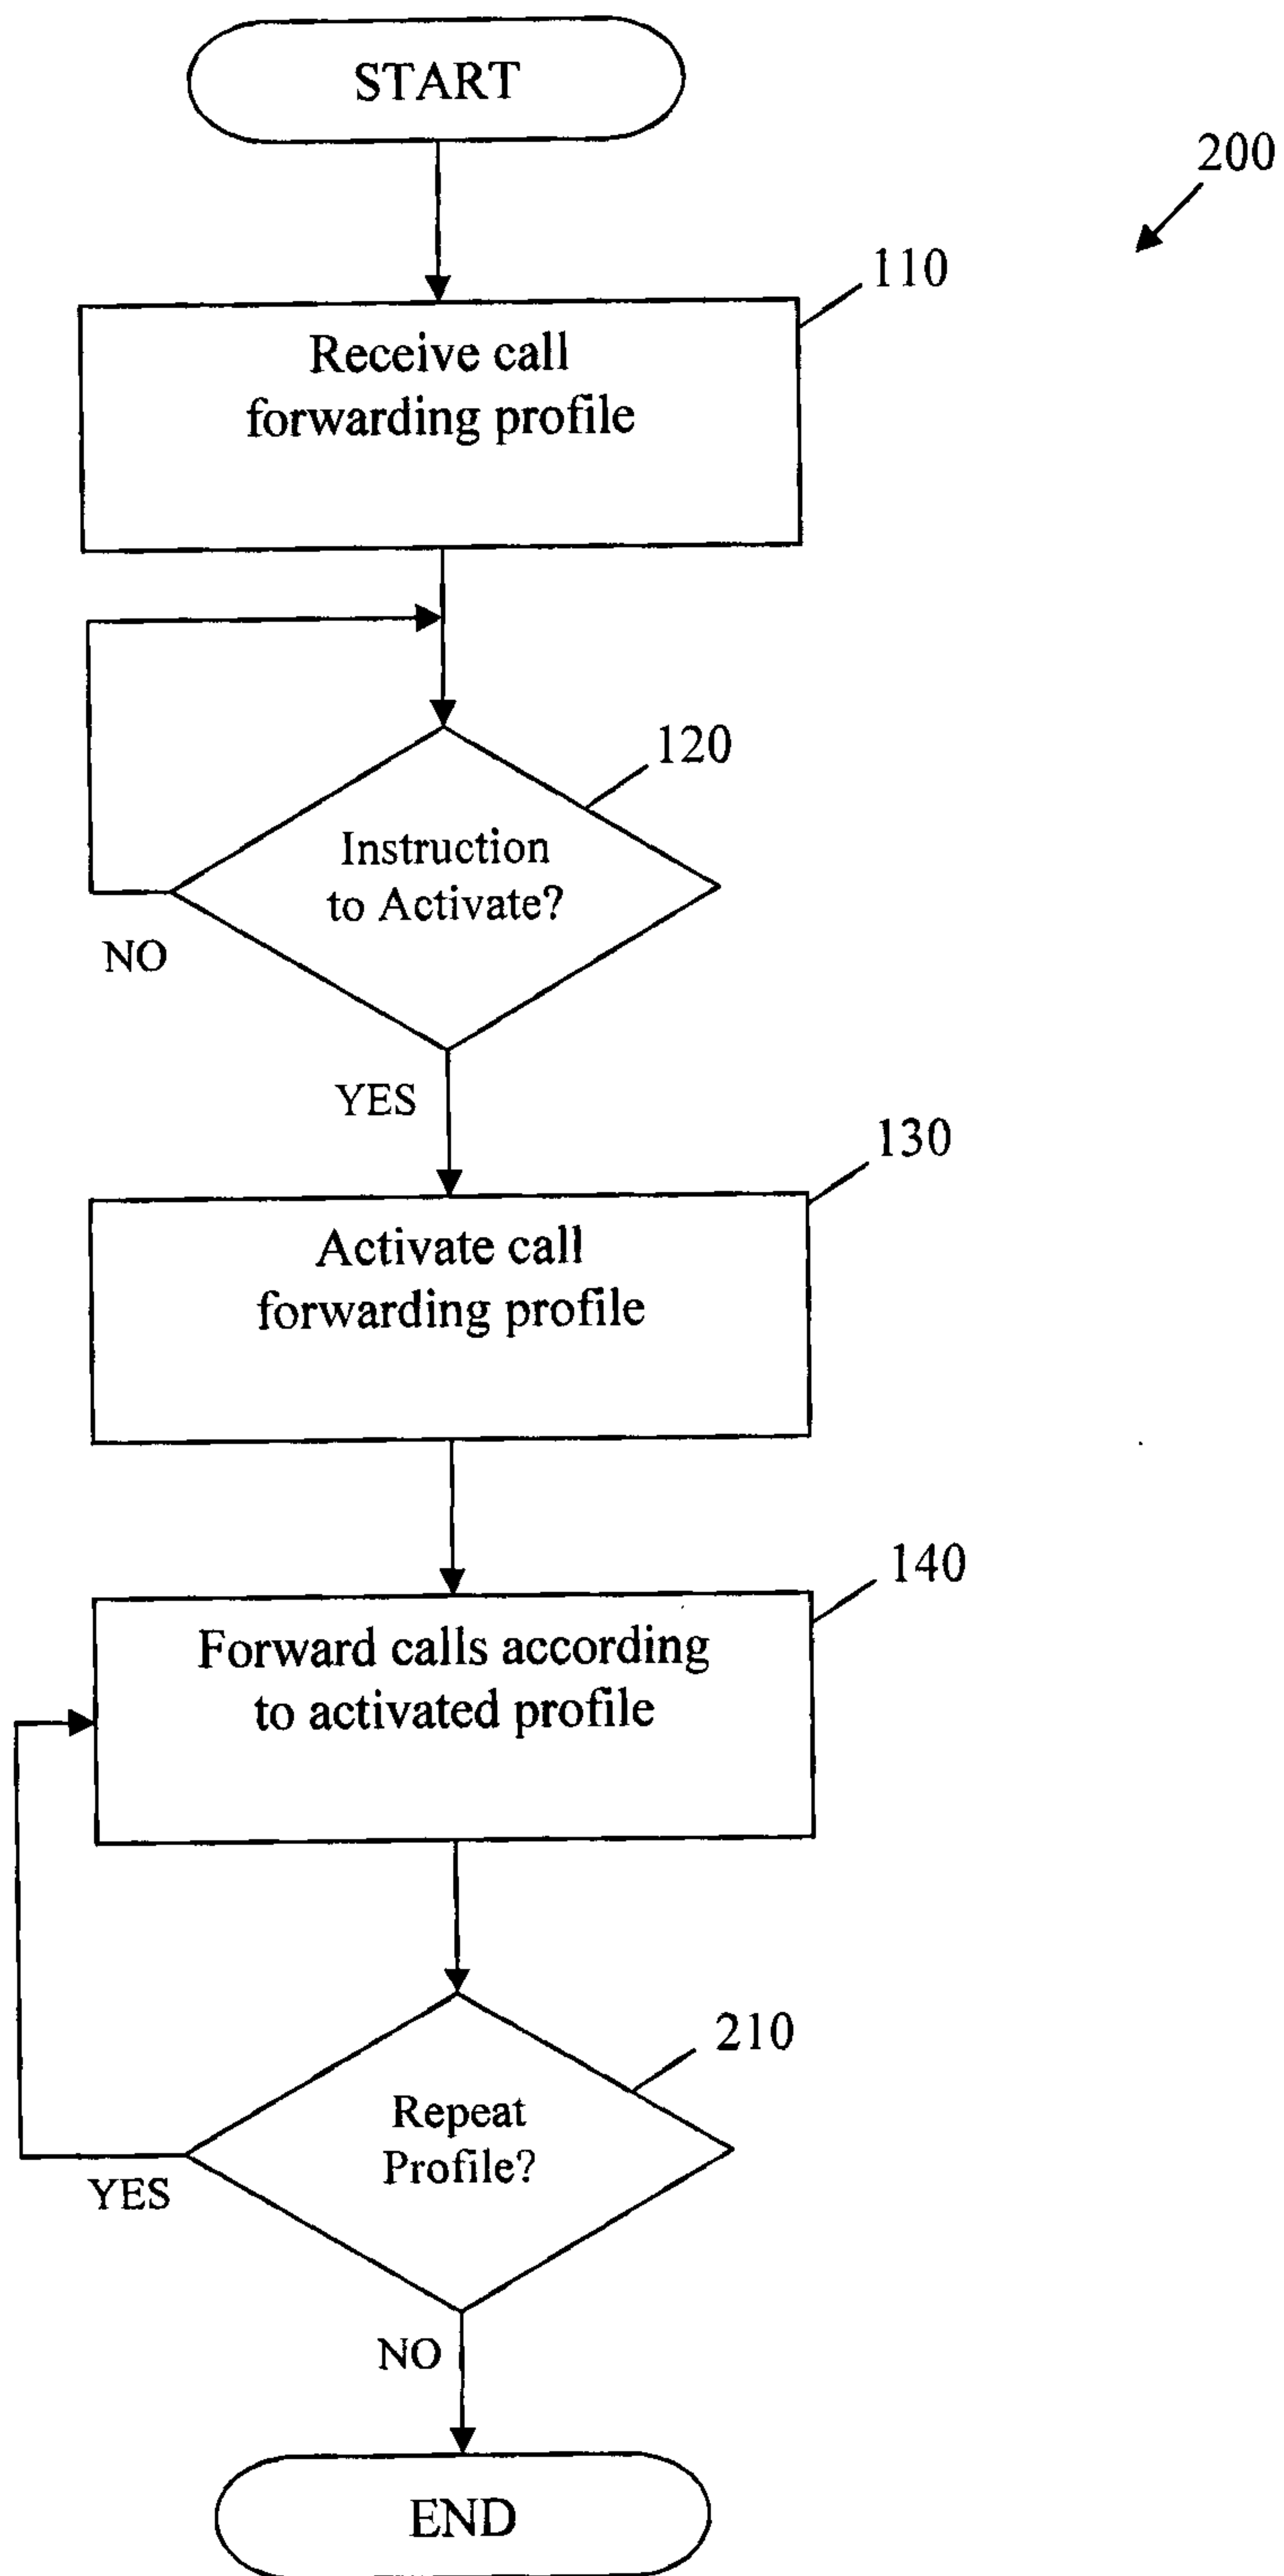 START
200
110
Receive call
forwarding profile
120
Instruction
to Activate?
NO
YES
130
Activate call
forwarding profile
140
Forward calls according
to activated profile
210
Repeat
Profile?
YES
NO
END